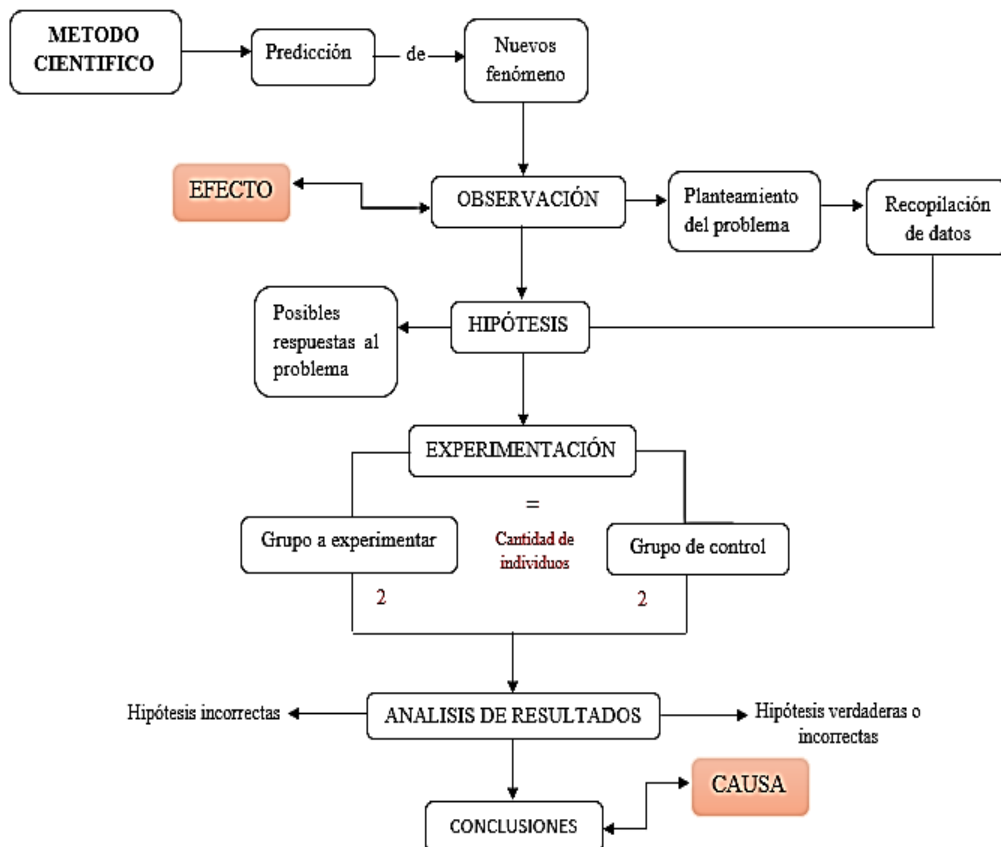 METODO
CIENTIFICO
Predicción
de
Nuevos
fenómeno
EFECTO
OBSERVACIÓN
Planteamiento
del problema
Recopilación
de datos
Posibles
respuestas al
problema
HIPÓTESIS
EXPERIMENTACIÓN
=
Grupo a experimentar
Cantidad de
individuos
Grupo de control
2
2
Hipótesis incorrectas
ANALISIS DE RESULTADOS
Hipótesis verdaderas o
incorrectas
CAUSA
CONCLUSIONES